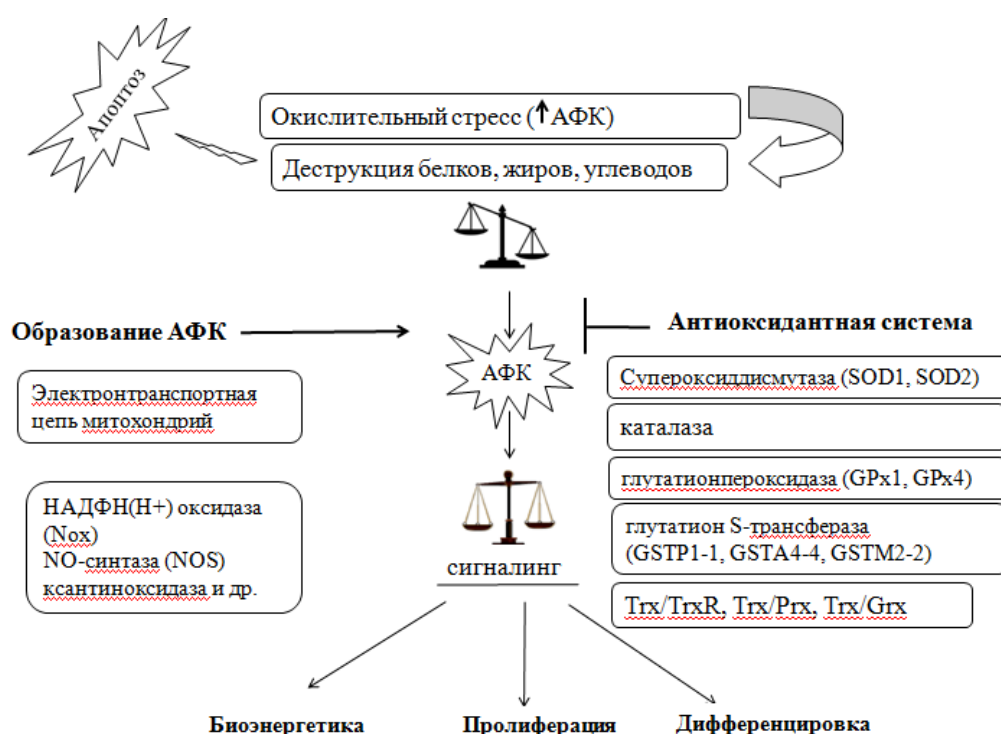 Апоптоз
Окислительный стресс (↑АФК)
Деструкция белков, жиров, углеводов
Образование АФК
Антиоксидантная система
АФК
Электронтранспортная
цепь митохондрий
НАДФН(Н+) оксидаза
(Nox)
NO-синтаза (NOS)
ксантиноксидаза и др.
Супероксиддисмутаза (SOD1, SOD2)
каталаза
глутатионпероксидаза (GPx1, GPx4)
глутатион S-трансфераза
(GSTP1-1, GSTA4-4, GSTM2-2)
Trx/TrxR, Trx/Prx, Trx/Grx
сигналинг
Биоэнергетика
Пролиферация
Дифференцировка